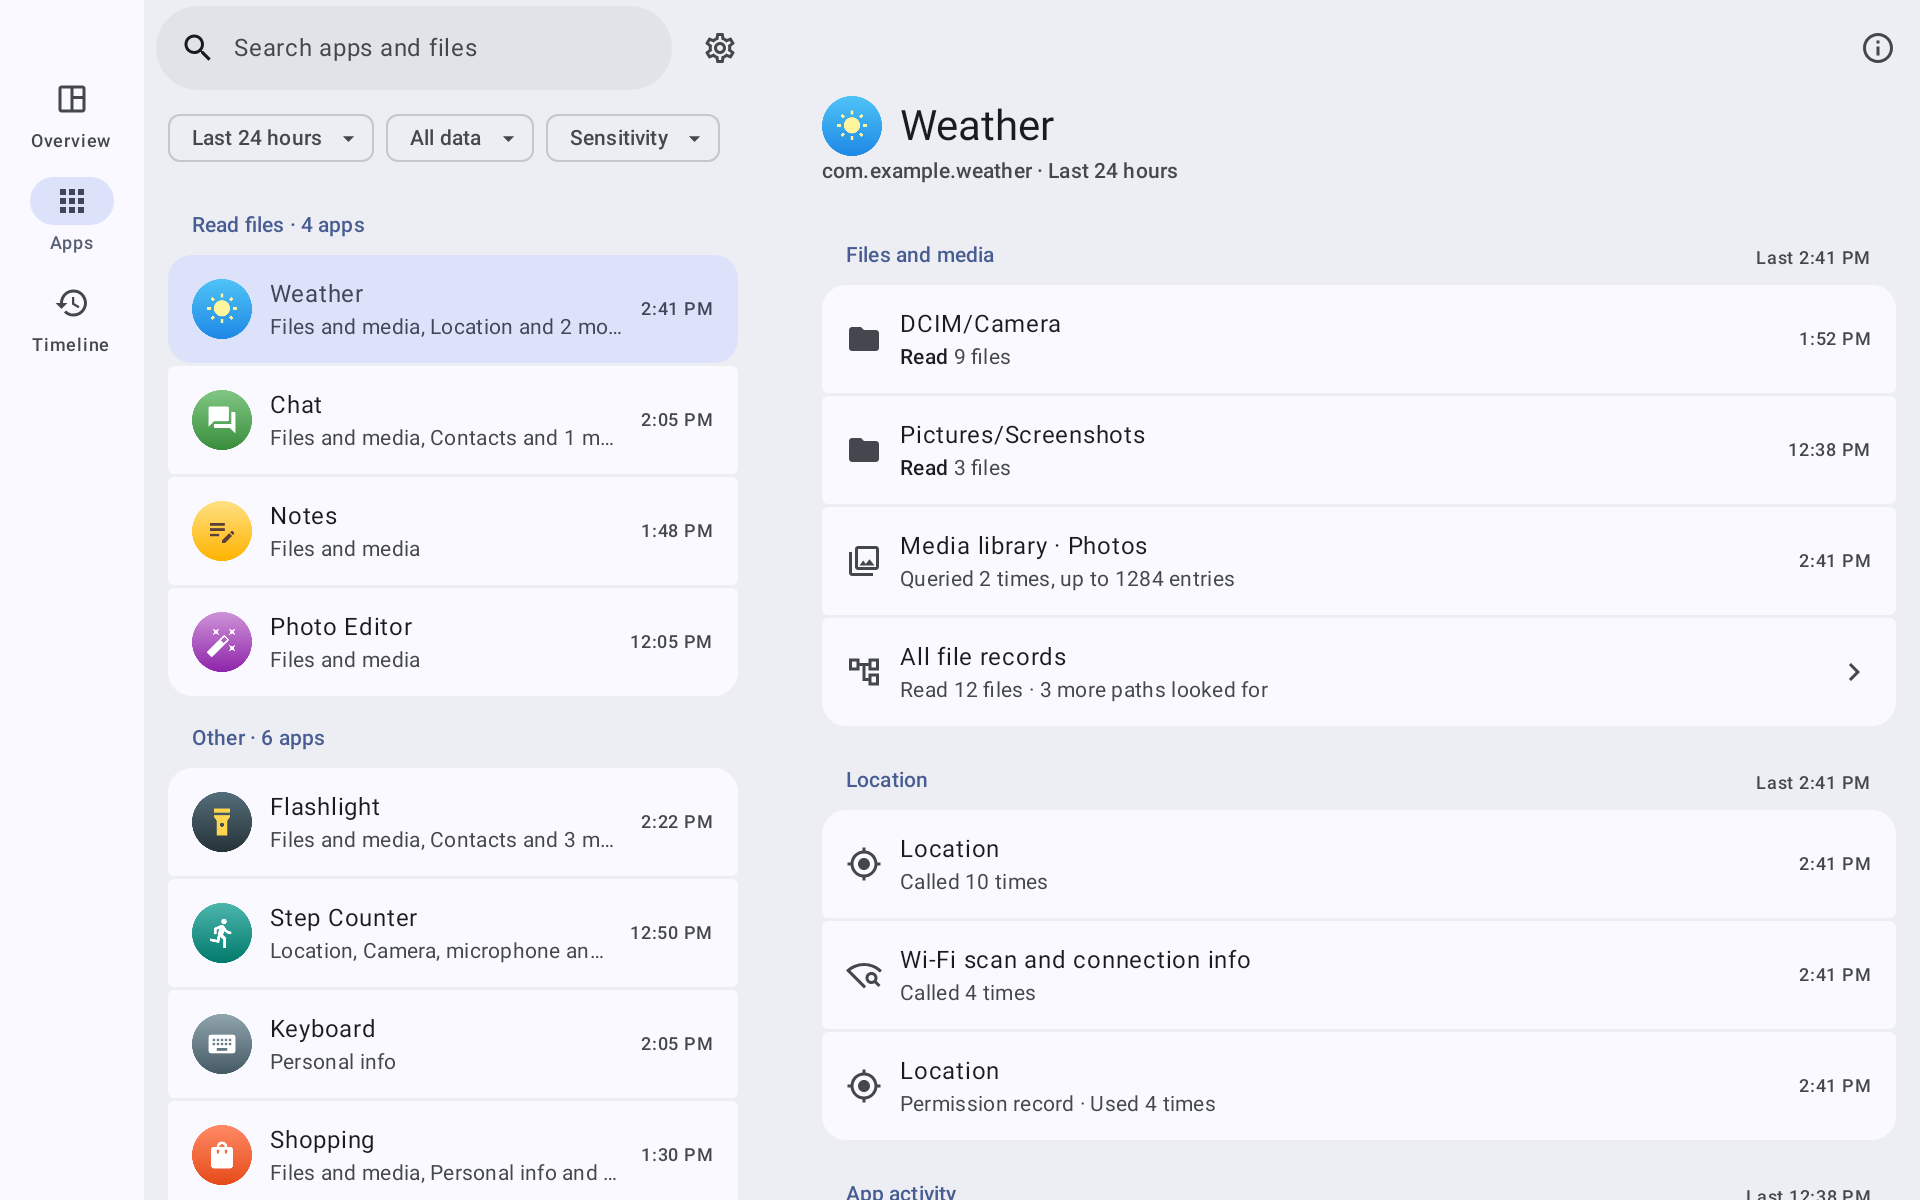 Search apps and files
Overview
Apps
Timeline
Last 24 hours
All data
Sensitivity
Read files · 4 apps
Weather
Files and media, Location and 2 mo…
2:41 PM
Chat
Files and media, Contacts and 1 m…
2:05 PM
Notes
Files and media
1:48 PM
Photo Editor
Files and media
12:05 PM
Other · 6 apps
Flashlight
Files and media, Contacts and 3 m…
2:22 PM
Step Counter
Location, Camera, microphone an…
12:50 PM
Keyboard
Personal info
2:05 PM
Shopping
Files and media, Personal info and …
1:30 PM
Weather
com.example.weather · Last 24 hours
Files and media
Last 2:41 PM
DCIM/Camera
Read 9 files
1:52 PM
Pictures/Screenshots
Read 3 files
12:38 PM
Media library · Photos
Queried 2 times, up to 1284 entries
2:41 PM
All file records
Read 12 files · 3 more paths looked for
Location
Last 2:41 PM
Location
Called 10 times
2:41 PM
Wi-Fi scan and connection info
Called 4 times
2:41 PM
Location
Permission record · Used 4 times
2:41 PM
App activity
Last 12:38 PM